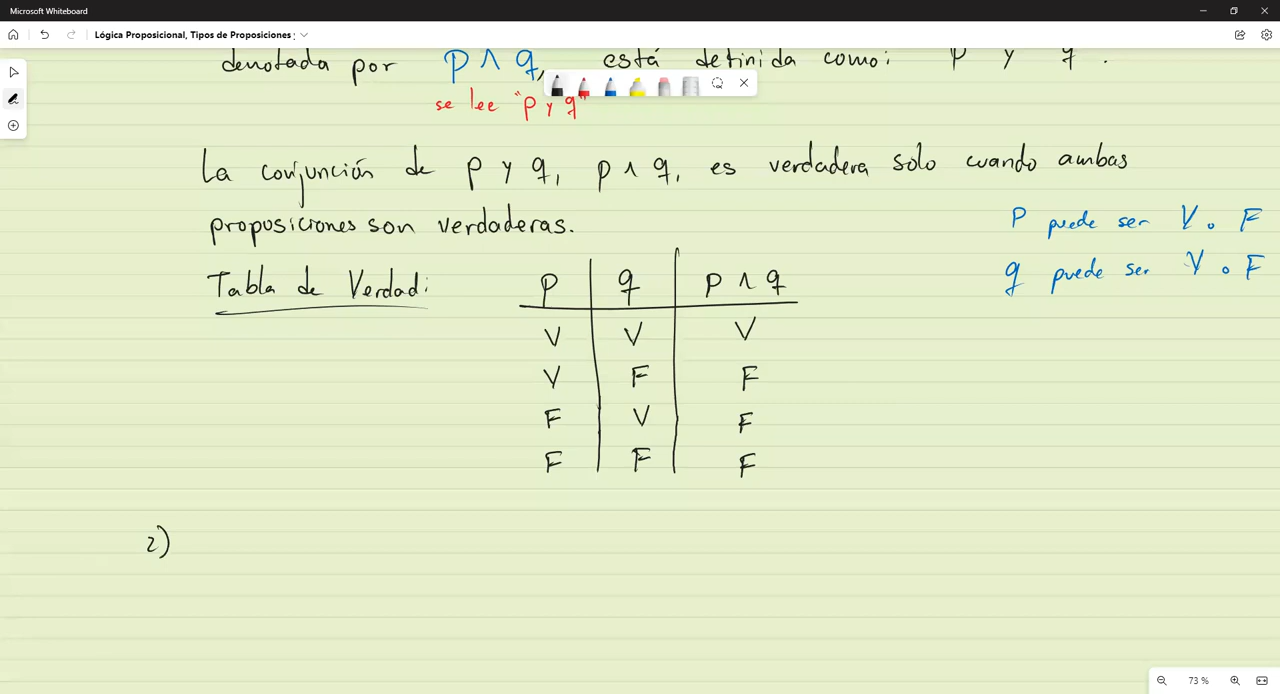 Microsoft Whiteboard
Lógica Proposicional, Tipos de Proposiciones
denotada por p ∧ q, está definida como: p y q.
se lee "p y q"
La conjunción de p y q, p ∧ q, es verdadera solo cuando ambas
proposiciones son verdaderas.
P puede ser V o F
q puede ser V o F
Tabla de Verdad:
p q p ∧ q
V V V
V F F
F V F
F F F
2)
73 %